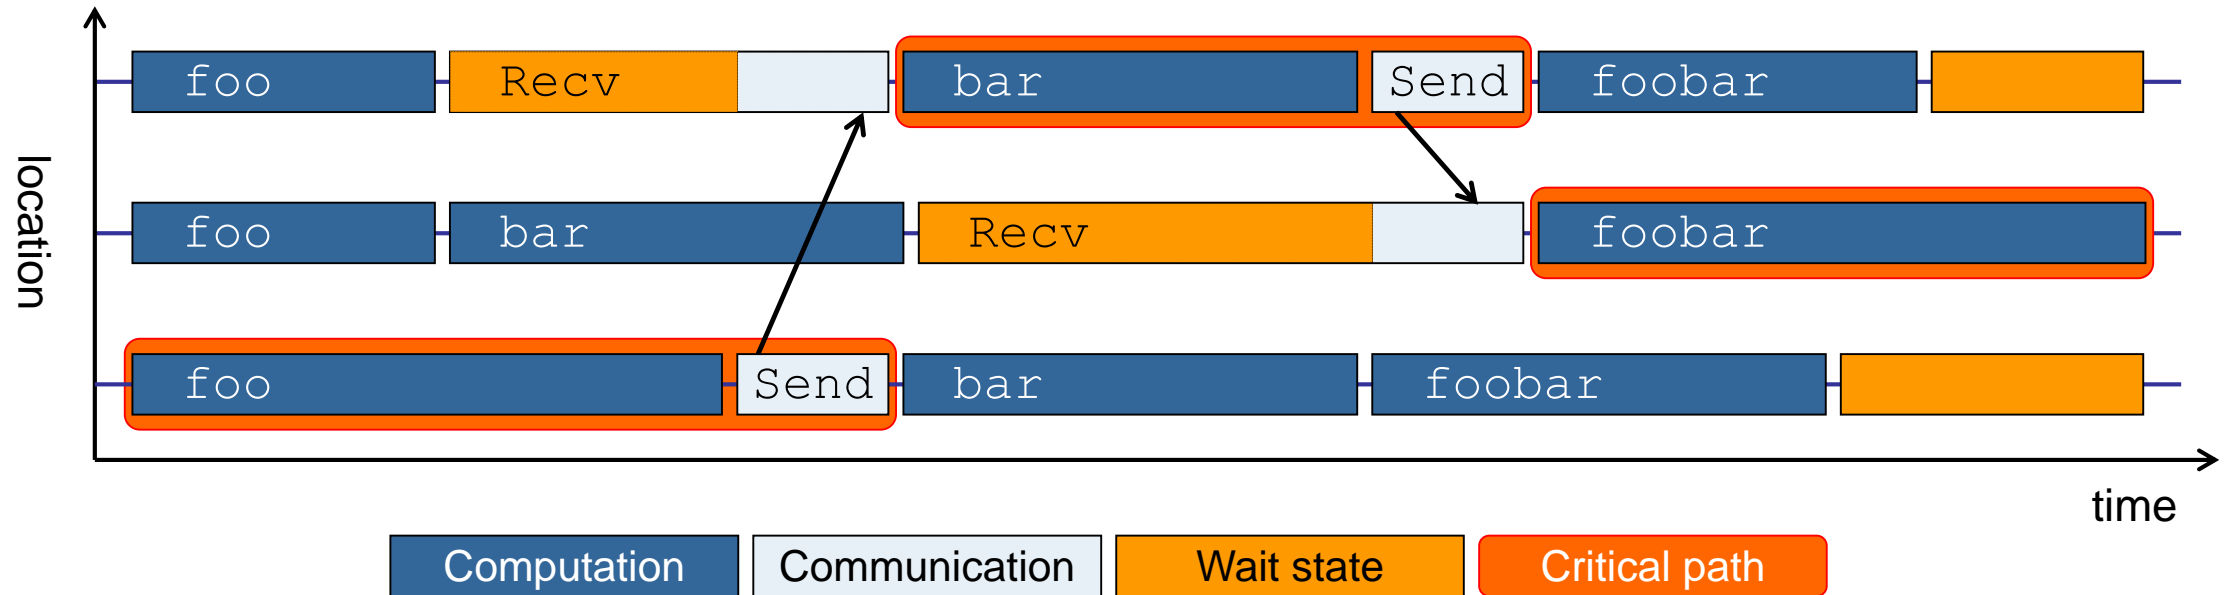 foo Recv bar Send foobar
location
foo bar Recv foobar
foo Send bar foobar
time
Computation Communication Wait state Critical path